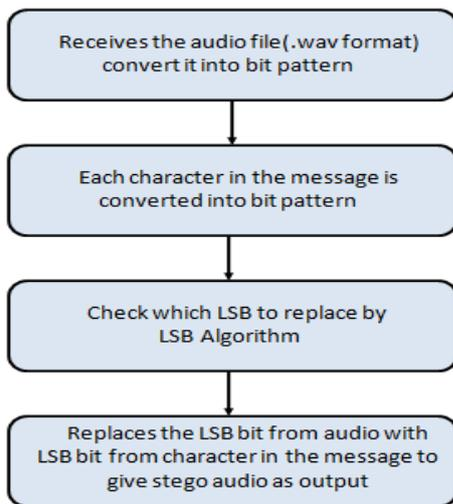 Receives the audio file(.wav format)
convert it into bit pattern
Each character in the message is
converted into bit pattern
Check which LSB to replace by
LSB Algorithm
Replaces the LSB bit from audio with
LSB bit from character in the message to
give stego audio as output